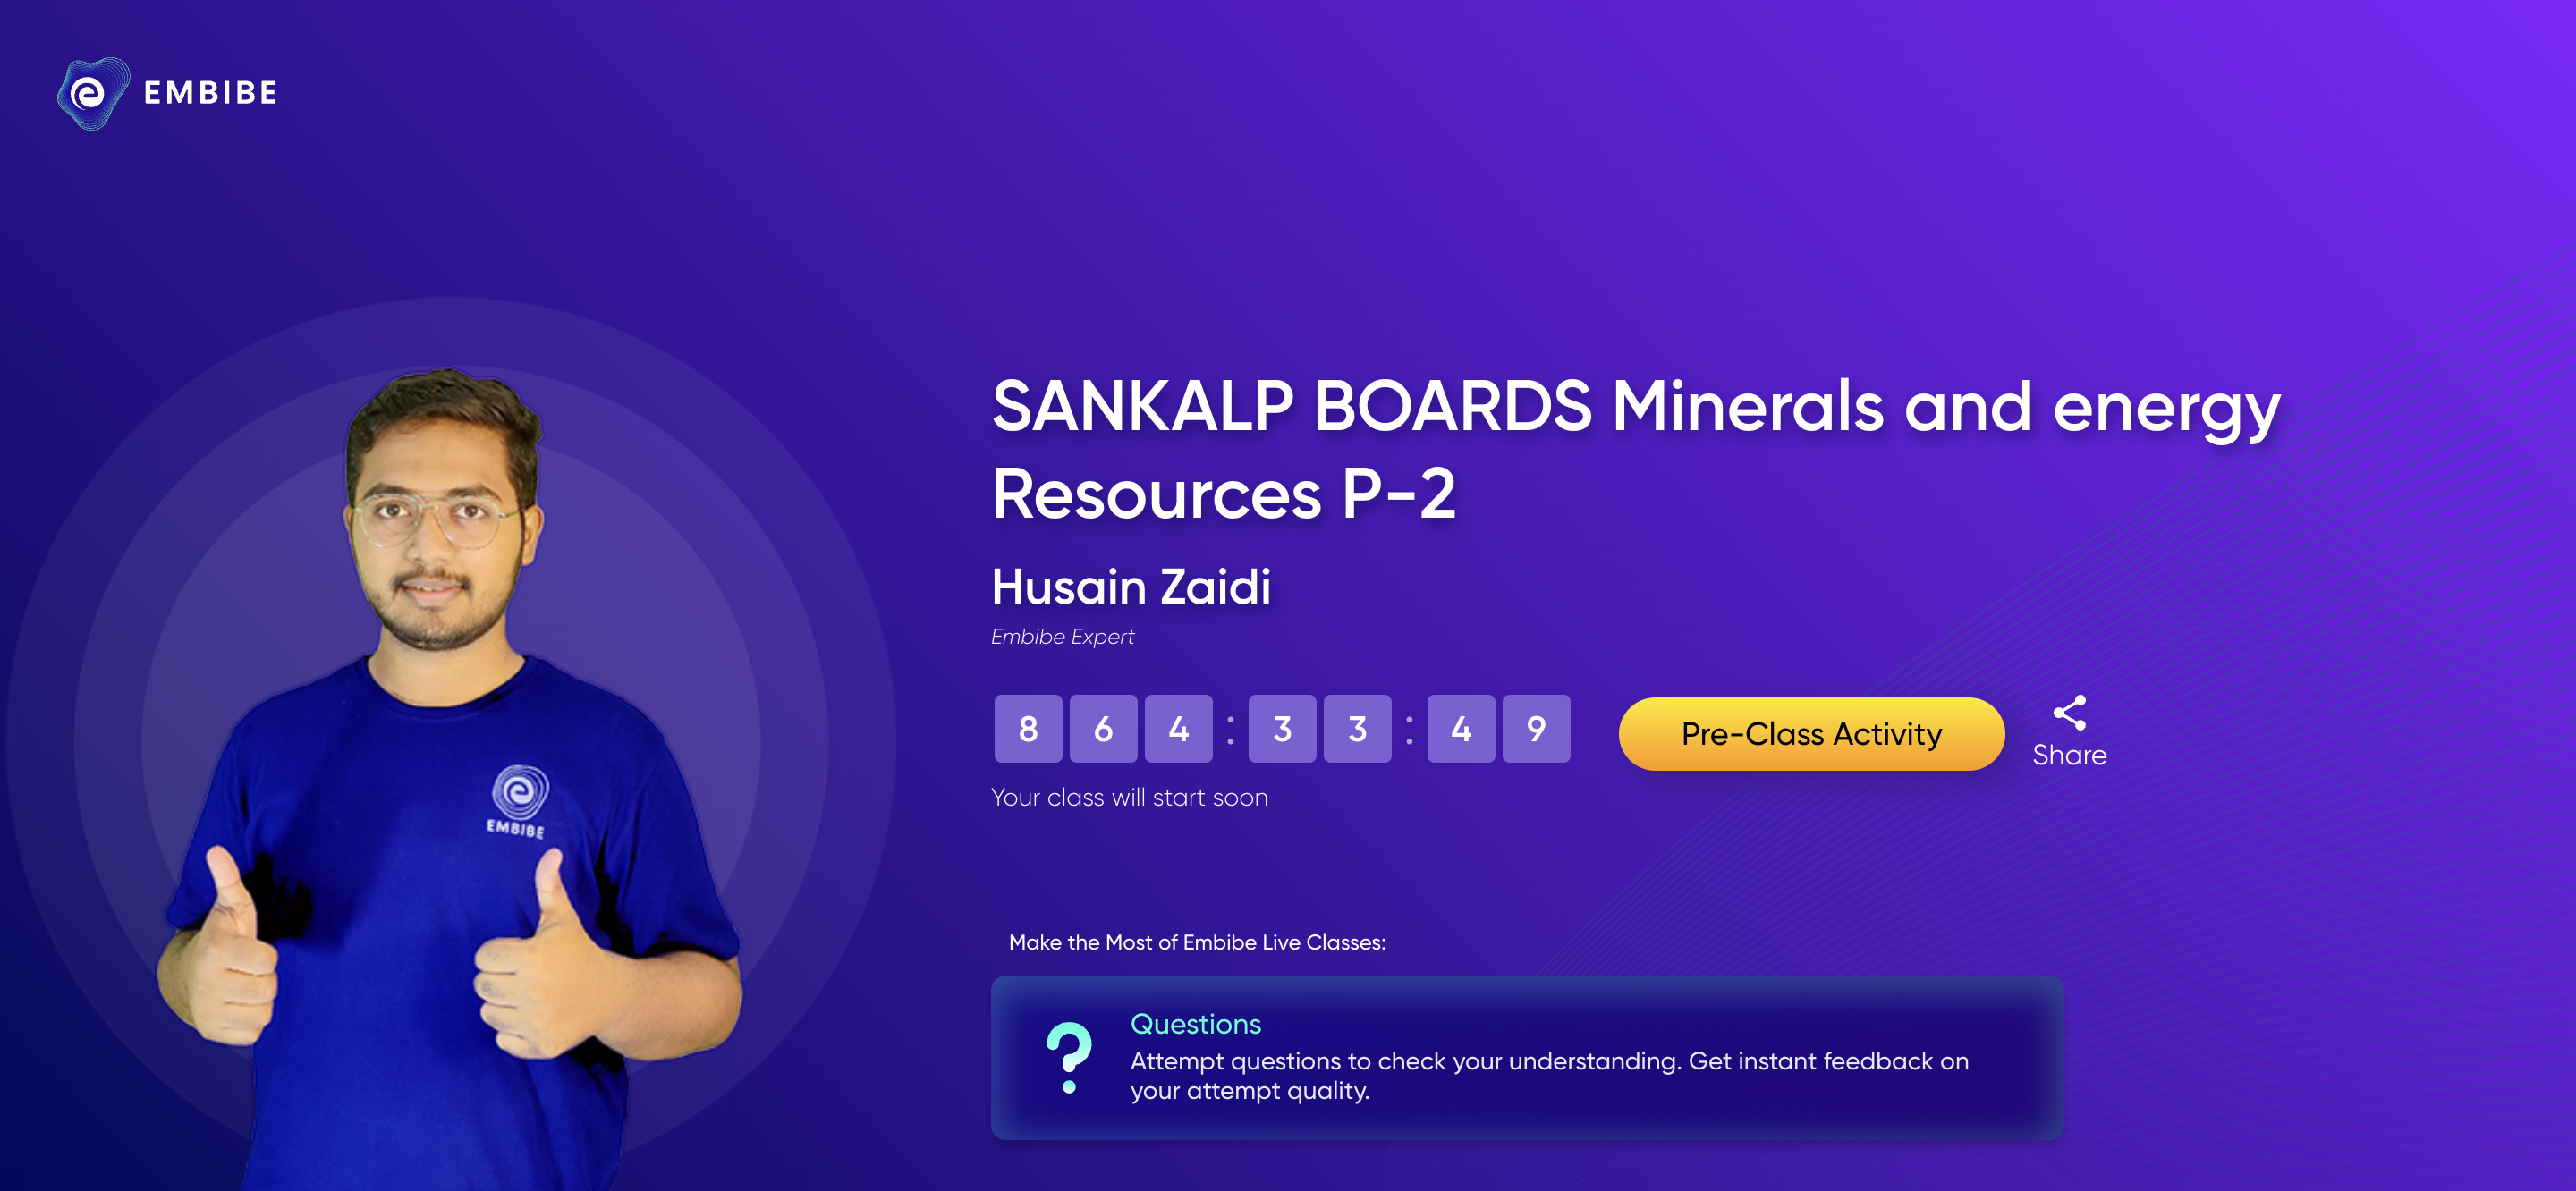 EMBIBE
SANKALP BOARDS Minerals and energy
Resources P-2
Husain Zaidi
Embibe Expert
864:33:49
Pre-Class Activity
Share
Your class will start soon
EMBIBE
Make the Most of Embibe Live Classes:
Questions
Attempt questions to check your understanding. Get instant feedback on
your attempt quality.